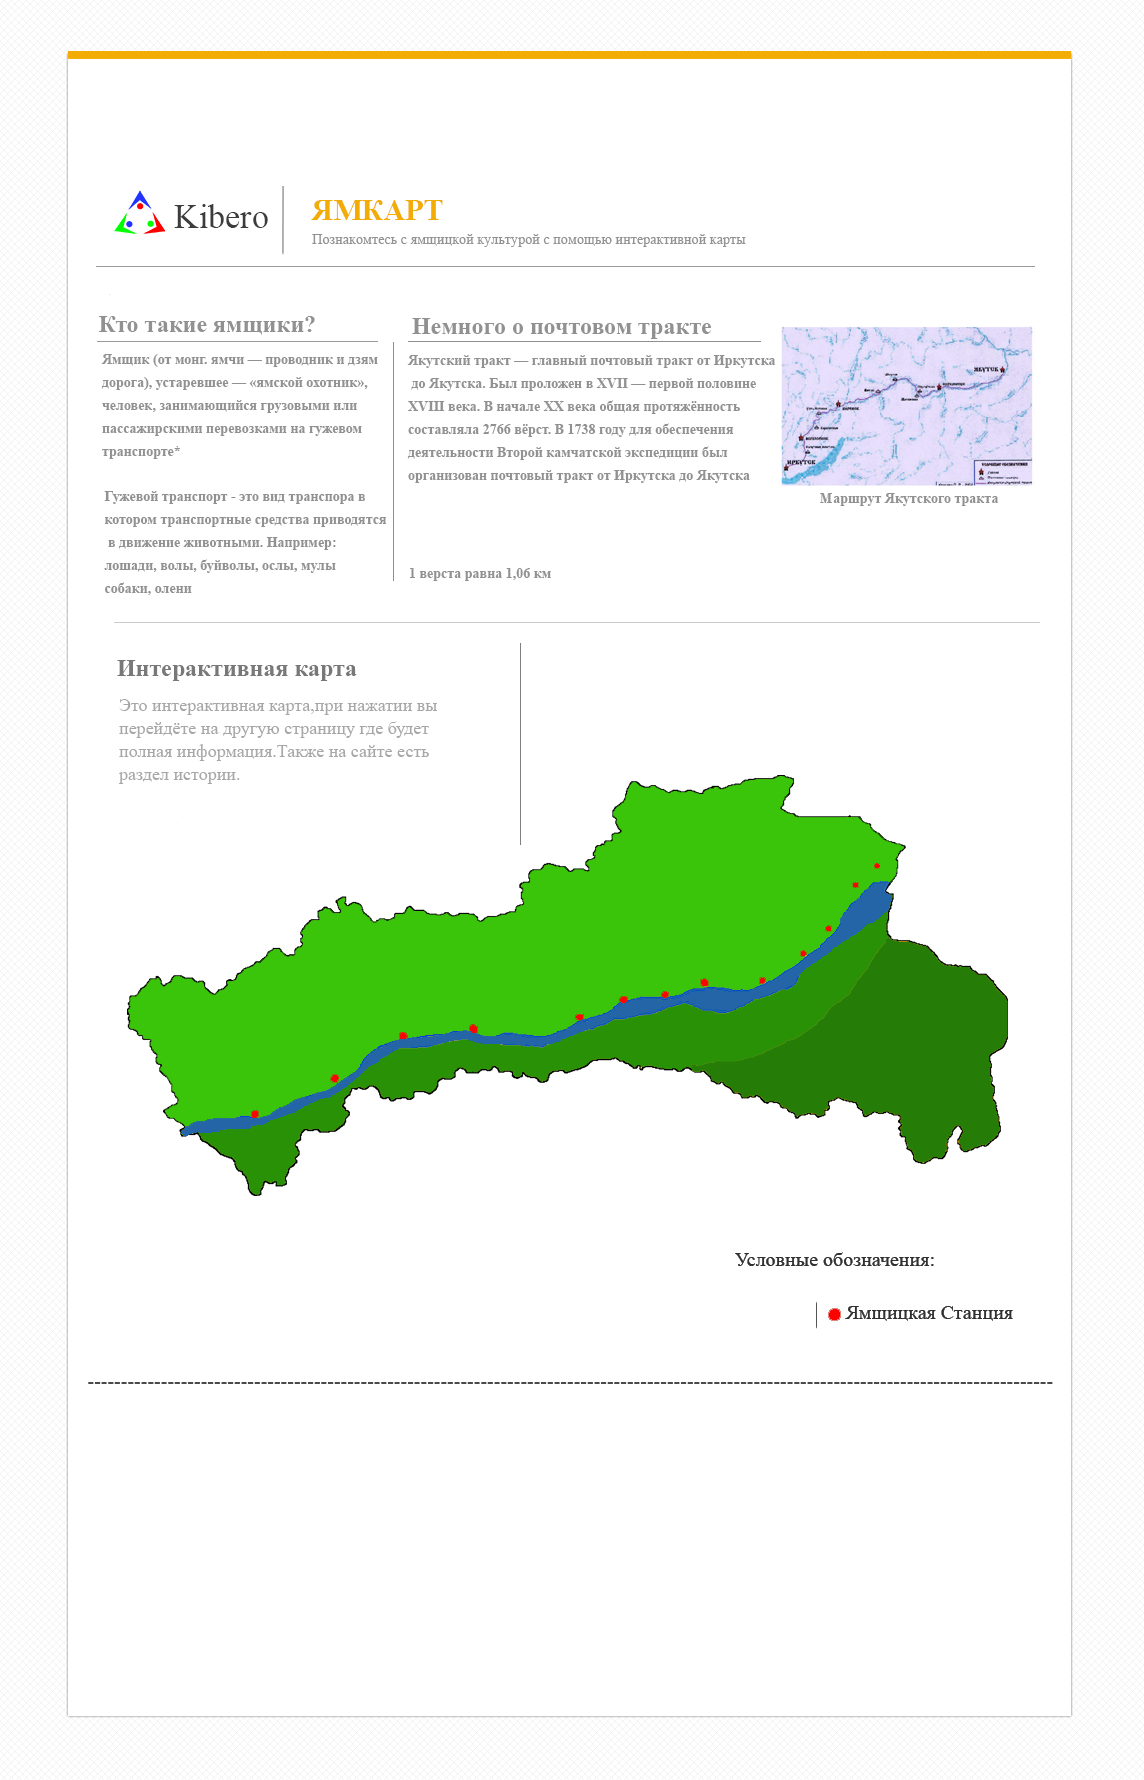 Kibero
ЯМКАРТ
Познакомтесь с ямщицкой культурой с помощью интерактивной карты
Кто такие ямщики?
Ямщик (от монг. ямчи — проводник и дзям
дорога), устаревшее — «ямской охотник»,
человек, занимающийся грузовыми или
пассажирскими перевозками на гужевом
транспорте*
Гужевой транспорт - это вид транспора в
котором транспортные средства приводятся
в движение животными. Например:
лошади, волы, буйволы, ослы, мулы
собаки, олени
Немного о почтовом тракте
Якутский тракт — главный почтовый тракт от Иркутска
до Якутска. Был проложен в XVII — первой половине
XVIII века. В начале XX века общая протяжённость
составляла 2766 вёрст. В 1738 году для обеспечения
деятельности Второй камчатской экспедиции был
организован почтовый тракт от Иркутска до Якутска
1 верста равна 1,06 км
ЯКУТСК
ИРКУТСК
Маршрут Якутского тракта
Интерактивная карта
Это интерактивная карта,при нажатии вы
перейдёте на другую страницу где будет
полная информация.Также на сайте есть
раздел истории.
Условные обозначения:
Ямщицкая Станция